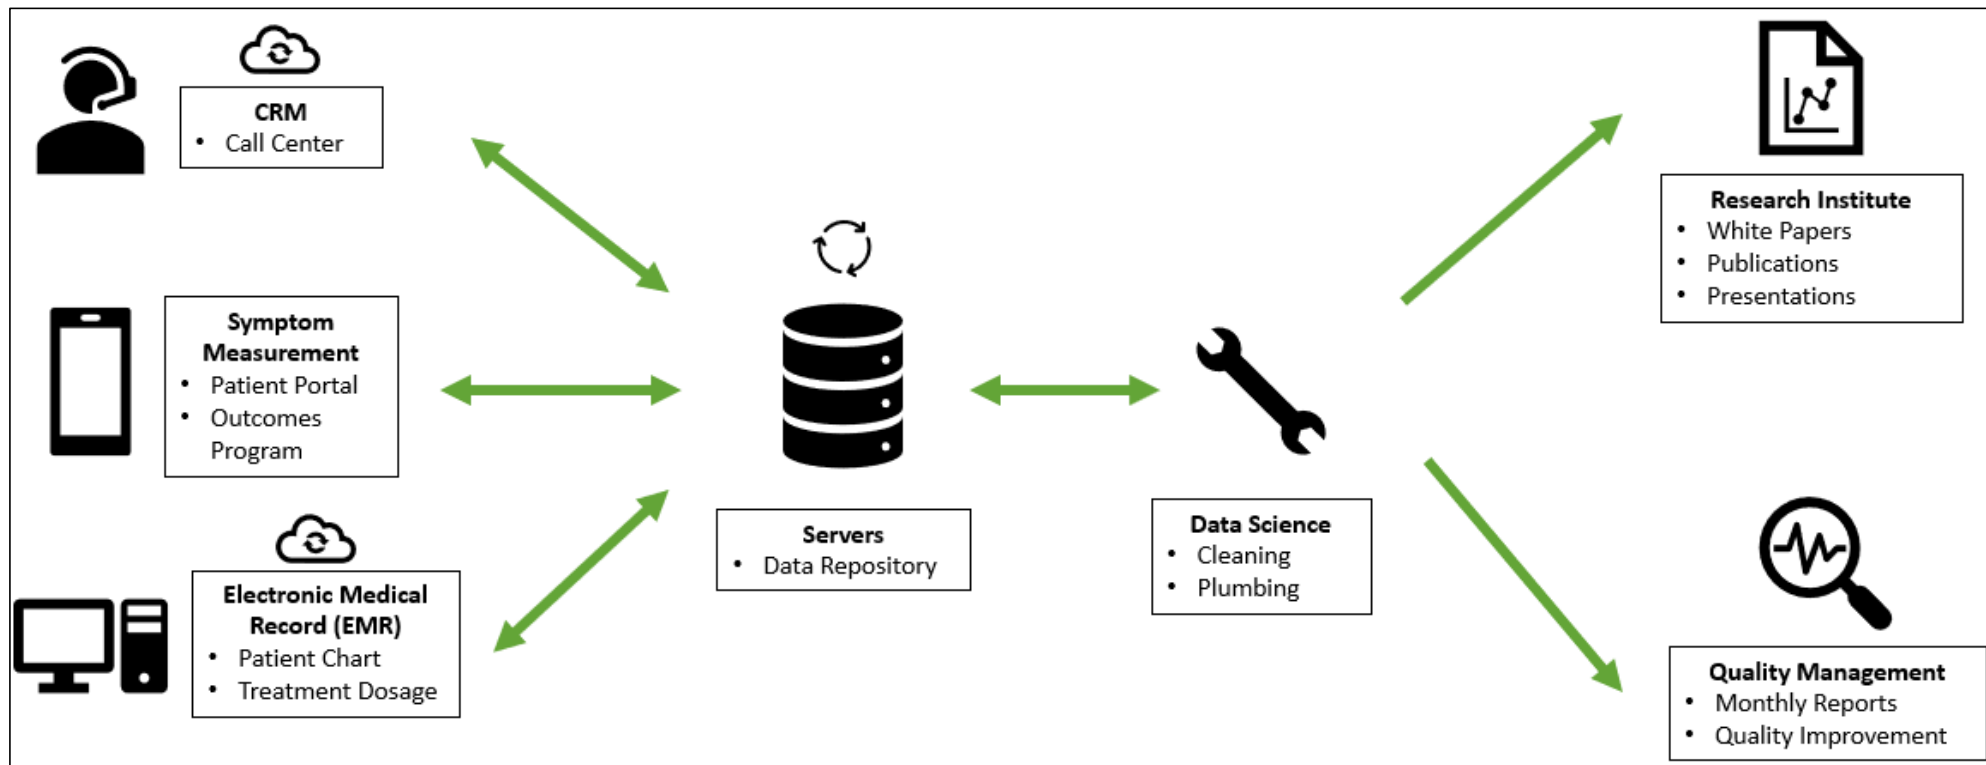 CRM
• Call Center
Symptom
Measurement
• Patient Portal
• Outcomes
Program
Electronic Medical
Record (EMR)
• Patient Chart
• Treatment Dosage
Servers
• Data Repository
Data Science
• Cleaning
• Plumbing
Research Institute
• White Papers
• Publications
• Presentations
Quality Management
• Monthly Reports
• Quality Improvement